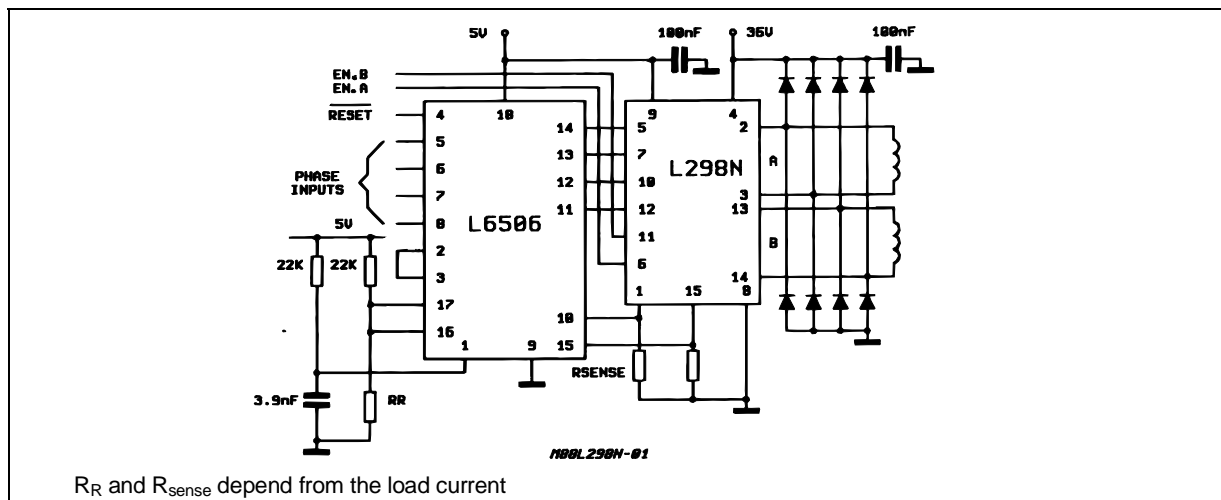 5V 100nF 36V 100nF
EN.B
EN.A
RESET 4 18 9 4
5 14 5 2
6 13 7 L298N A
PHASE INPUTS 12 10 3
7 11 12 13
8 L6506 11 B
5V 2 6 14
22K 22K 3 1 15 8
17 10
16 1 9 15 RSENSE
3.9nF RR
M88L298N-01
RR and Rsense depend from the load current